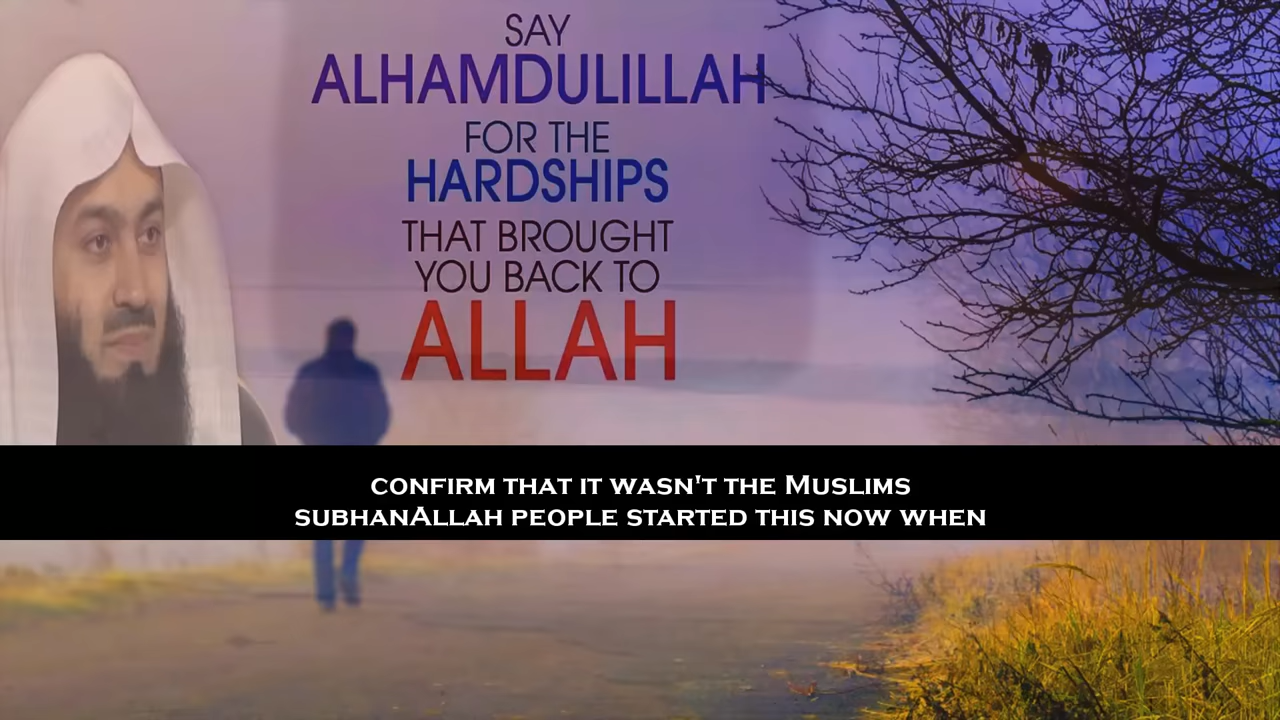 SAY
ALHAMDULILLAH
FOR THE
HARDSHIPS
THAT BROUGHT
YOU BACK TO
ALLAH
CONFIRM THAT IT WASN'T THE MUSLIMS
SUBHANALLAH PEOPLE STARTED THIS NOW WHEN